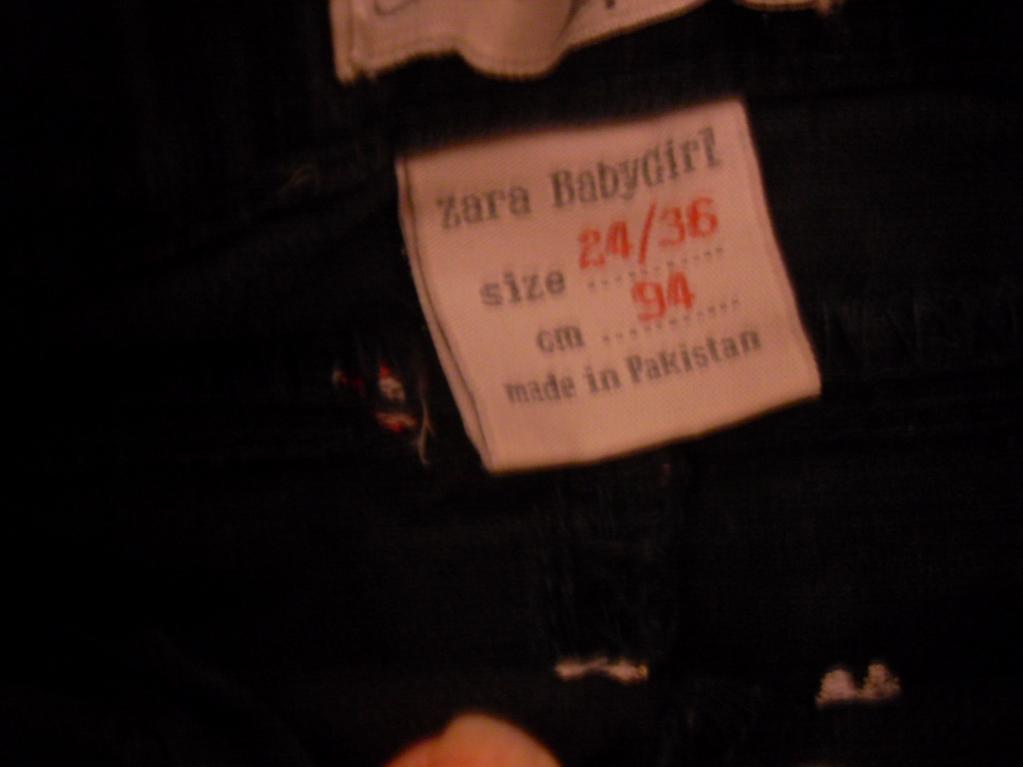 Zara BabyGirl
size 24/36
cm 94
made in Pakistan